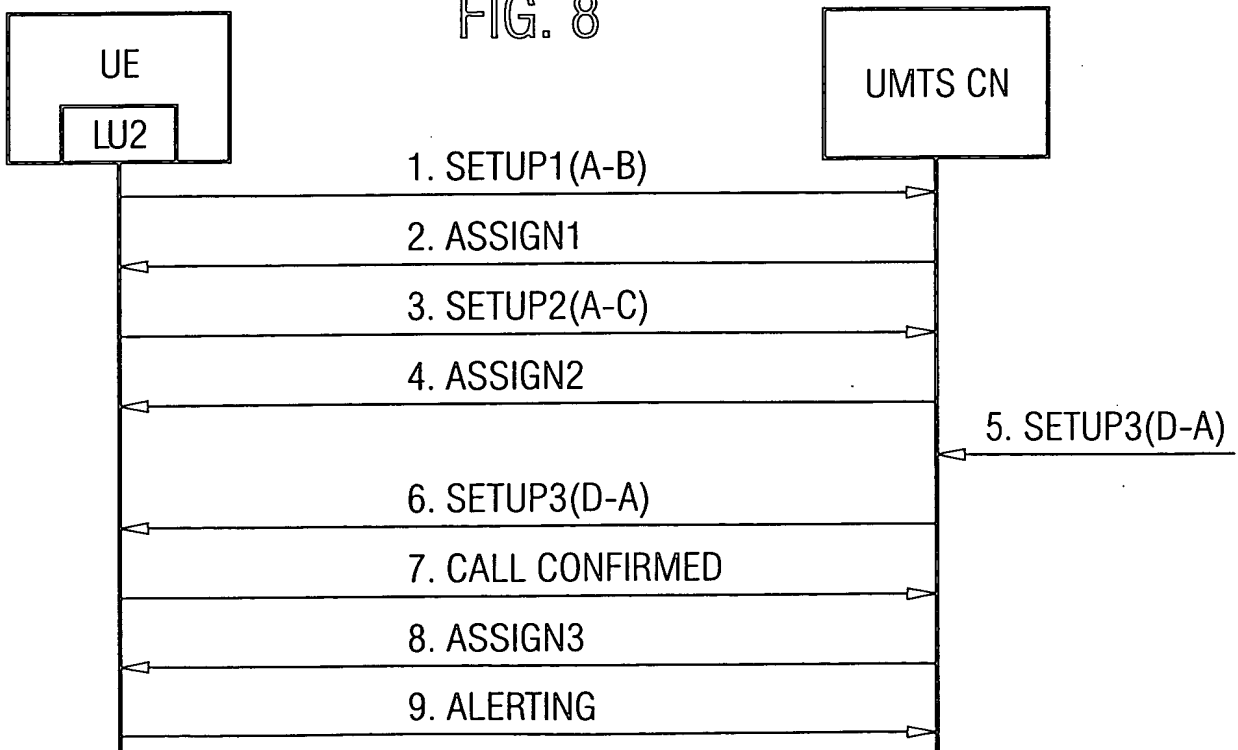 FIG. 8
UE
LU2
UMTS CN
1. SETUP1(A-B)
2. ASSIGN1
3. SETUP2(A-C)
4. ASSIGN2
5. SETUP3(D-A)
6. SETUP3(D-A)
7. CALL CONFIRMED
8. ASSIGN3
9. ALERTING